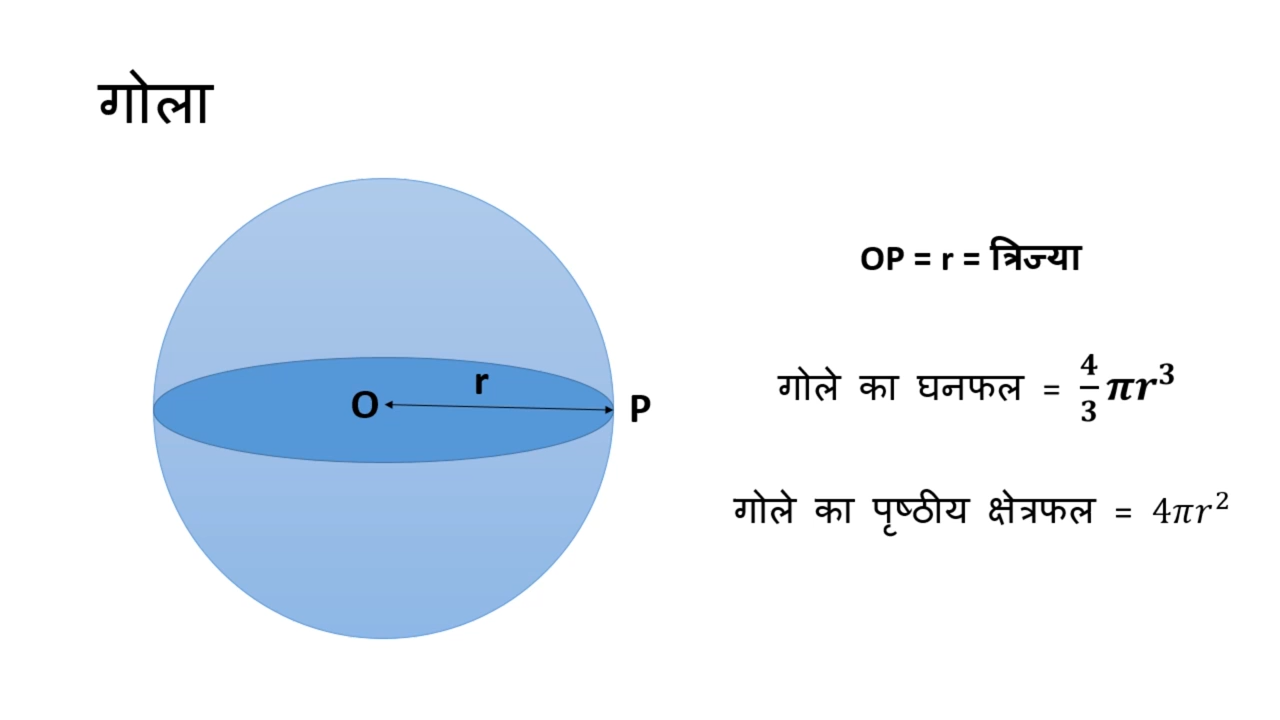 गोला
O
r
P
OP = r = त्रिज्या
गोले का घनफल = 4/3 πr³
गोले का पृष्ठीय क्षेत्रफल = 4πr²